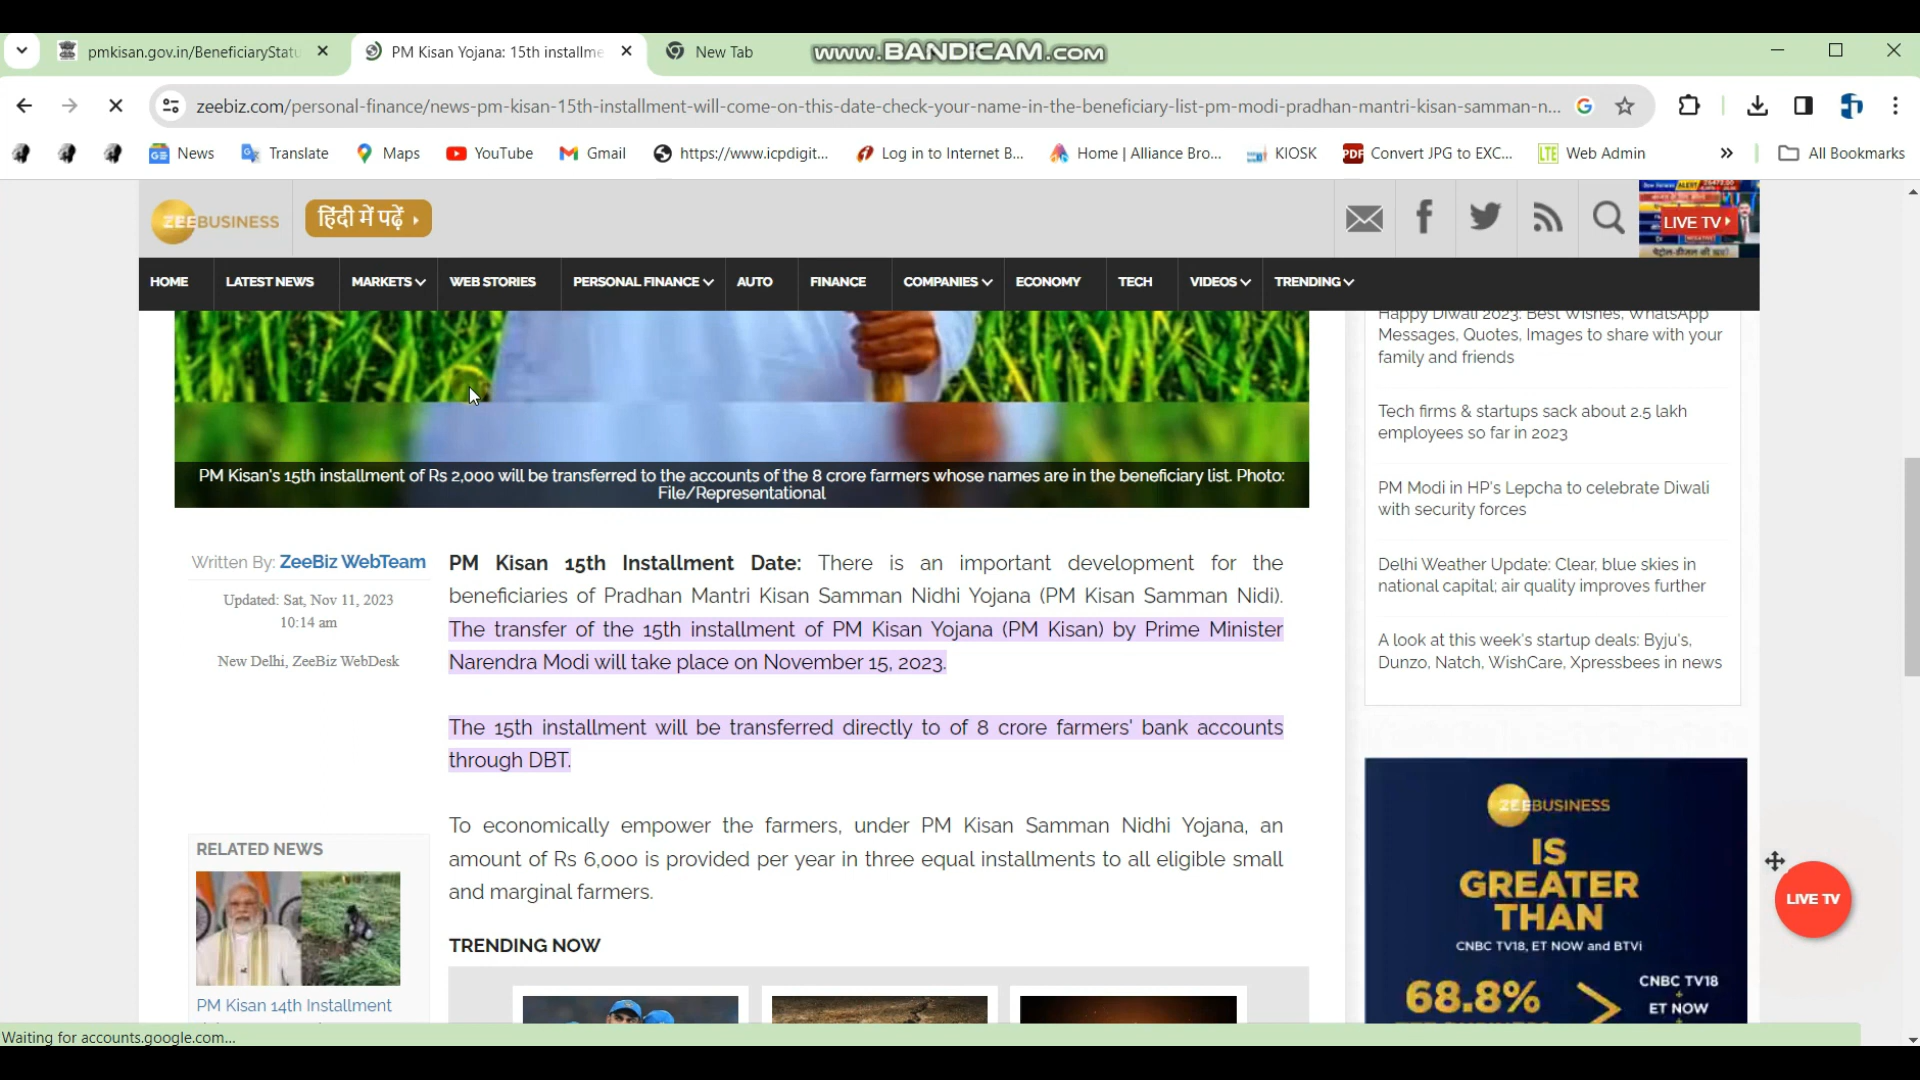 www.BANDICAM.com
pmkisan.gov.in/BeneficiaryStatu
PM Kisan Yojana: 15th installme
New Tab
zeebiz.com/personal-finance/news-pm-kisan-15th-installment-will-come-on-this-date-check-your-name-in-the-beneficiary-list-pm-modi-pradhan-mantri-kisan-samman-n...
News
Translate
Maps
YouTube
Gmail
https://www.icpdigit...
Log in to Internet B...
Home | Alliance Bro...
KIOSK
PDF
Convert JPG to EXC...
LTE
Web Admin
All Bookmarks
ZEEBUSINESS
हिंदी में पढ़ें
LIVE TV
HOME
LATEST NEWS
MARKETS
WEB STORIES
PERSONAL FINANCE
AUTO
FINANCE
COMPANIES
ECONOMY
TECH
VIDEOS
TRENDING
PM Kisan's 15th installment of Rs 2,000 will be transferred to the accounts of the 8 crore farmers whose names are in the beneficiary list. Photo:
File/Representational
Written By: ZeeBiz WebTeam
Updated: Sat, Nov 11, 2023
10:14 am
New Delhi, ZeeBiz WebDesk
PM Kisan 15th Installment Date: There is an important development for the
beneficiaries of Pradhan Mantri Kisan Samman Nidhi Yojana (PM Kisan Samman Nidi).
The transfer of the 15th installment of PM Kisan Yojana (PM Kisan) by Prime Minister
Narendra Modi will take place on November 15, 2023.
The 15th installment will be transferred directly to of 8 crore farmers' bank accounts
through DBT.
To economically empower the farmers, under PM Kisan Samman Nidhi Yojana, an
amount of Rs 6,000 is provided per year in three equal installments to all eligible small
and marginal farmers.
RELATED NEWS
PM Kisan 14th Installment
TRENDING NOW
Happy Diwali 2023: Best Wishes, WhatsApp
Messages, Quotes, Images to share with your
family and friends
Tech firms & startups sack about 2.5 lakh
employees so far in 2023
PM Modi in HP's Lepcha to celebrate Diwali
with security forces
Delhi Weather Update: Clear, blue skies in
national capital; air quality improves further
A look at this week's startup deals: Byju's,
Dunzo, Natch, WishCare, Xpressbees in news
ZEEBUSINESS
IS
GREATER
THAN
CNBC TV18, ET NOW and BTVi
68.8%
CNBC TV18
+
ET NOW
LIVE TV
Waiting for accounts.google.com...